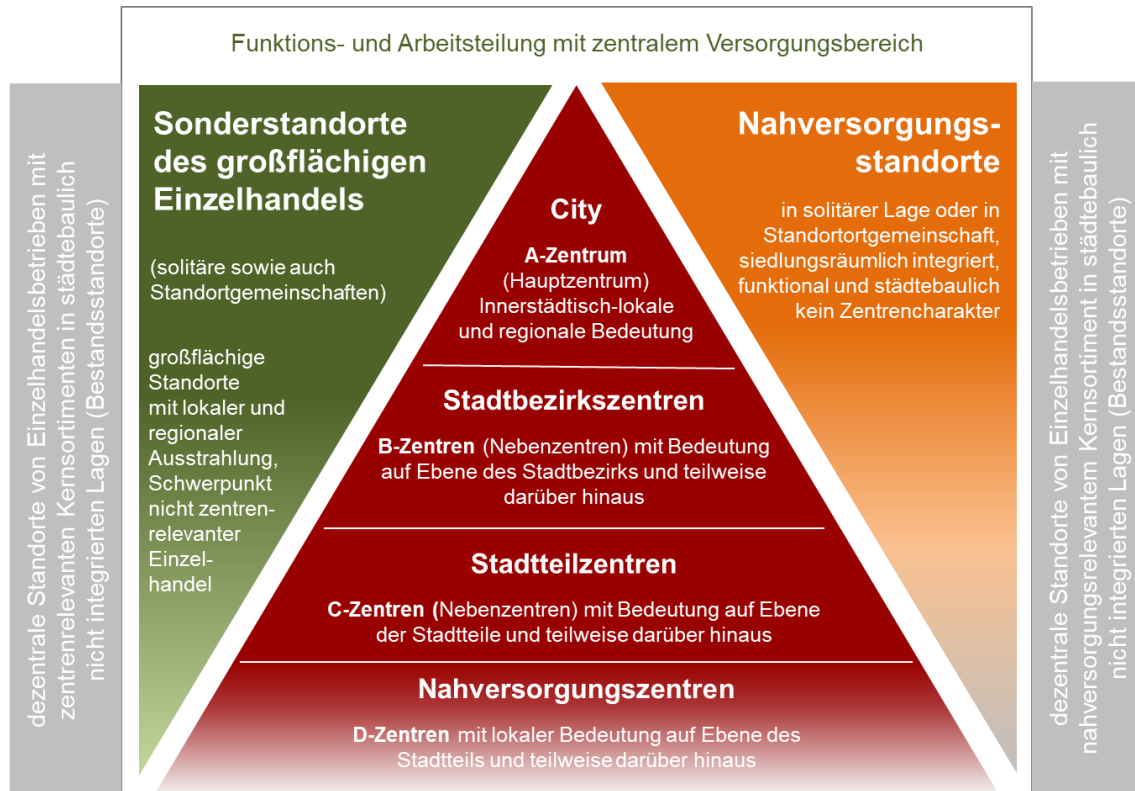 Funktions- und Arbeitsteilung mit zentralem Versorgungsbereich
dezentrale Standorte von Einzelhandelsbetrieben mit
zentrenrelevanten Kernsortimenten in städtebaulich
nicht integrierten Lagen (Bestandsstandorte)
Sonderstandorte
des großflächigen
Einzelhandels
(solitäre sowie auch
Standortgemeinschaften)
großflächige
Standorte
mit lokaler und
regionaler
Ausstrahlung,
Schwerpunkt
nicht zentren-
relevanter
Einzel-
handel
City
A-Zentrum
(Hauptzentrum)
Innerstädtisch-lokale
und regionale Bedeutung
Stadtbezirkszentren
B-Zentren (Nebenzentren) mit Bedeutung
auf Ebene des Stadtbezirks und teilweise
darüber hinaus
Stadtteilzentren
C-Zentren (Nebenzentren) mit Bedeutung auf Ebene
der Stadtteile und teilweise darüber hinaus
Nahversorgungszentren
D-Zentren mit lokaler Bedeutung auf Ebene des
Stadtteils und teilweise darüber hinaus
Nahversorgungs-
standorte
in solitärer Lage oder in
Standortortgemeinschaft,
siedlungsräumlich integriert,
funktional und städtebaulich
kein Zentrencharakter
dezentrale Standorte von Einzelhandelsbetrieben mit
nahversorgungsrelevantem Kernsortiment in städtebaulich
nicht integrierten Lagen (Bestandsstandorte)